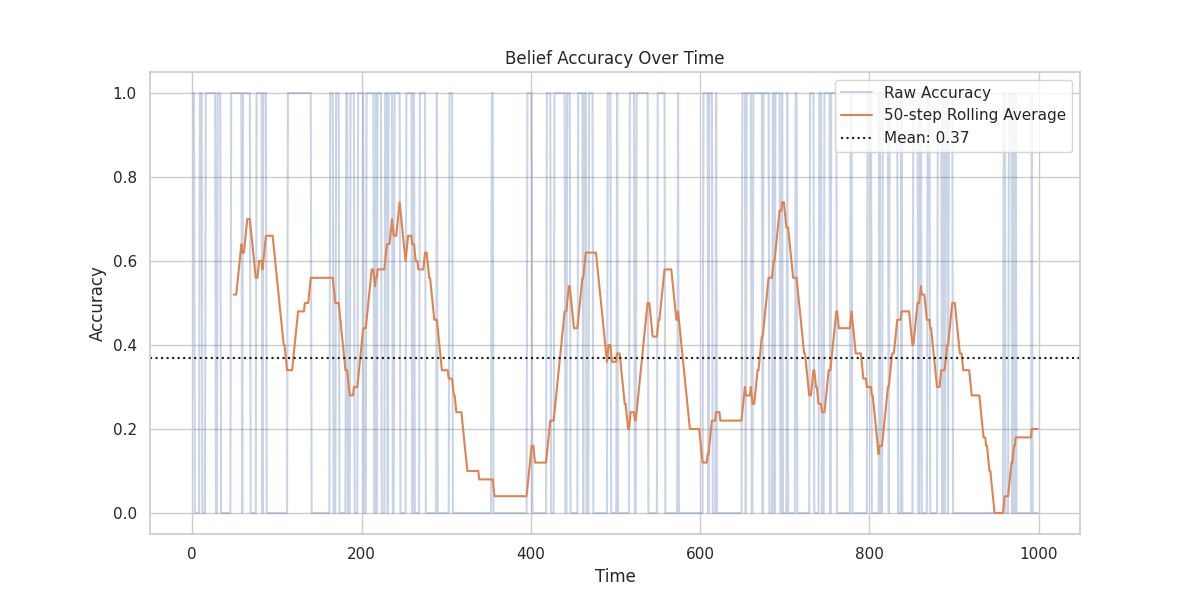 Belief Accuracy Over Time
Raw Accuracy
50-step Rolling Average
Mean: 0.37
Accuracy
1.0
0.8
0.6
0.4
0.2
0.0
0
200
400
600
800
1000
Time